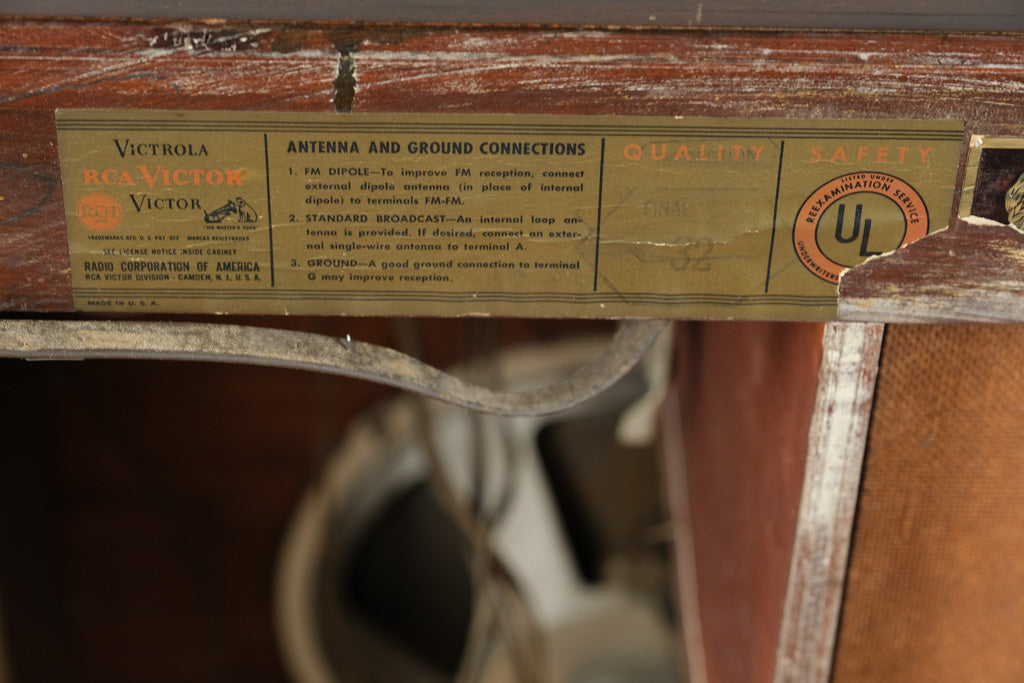 VICTROLA
RCA VICTOR
RCA VICTOR
"HIS MASTER'S VOICE"
TRADEMARKS REG. U. S. PAT. OFF. MARCAS REGISTRADAS
SEE LICENSE NOTICE INSIDE CABINET
RADIO CORPORATION OF AMERICA
RCA VICTOR DIVISION - CAMDEN, N. J., U. S. A.
MADE IN U. S. A.
ANTENNA AND GROUND CONNECTIONS
1. FM DIPOLE—To improve FM reception, connect
external dipole antenna (in place of internal
dipole) to terminals FM-FM.
2. STANDARD BROADCAST—An internal loop an-
tenna is provided. If desired, connect an exter-
nal single-wire antenna to terminal A.
3. GROUND—A good ground connection to terminal
G may improve reception.
QUALITY
FINAL
32
SAFETY
LISTED UNDER
REEXAMINATION SERVICE
UL
UNDERWRITERS